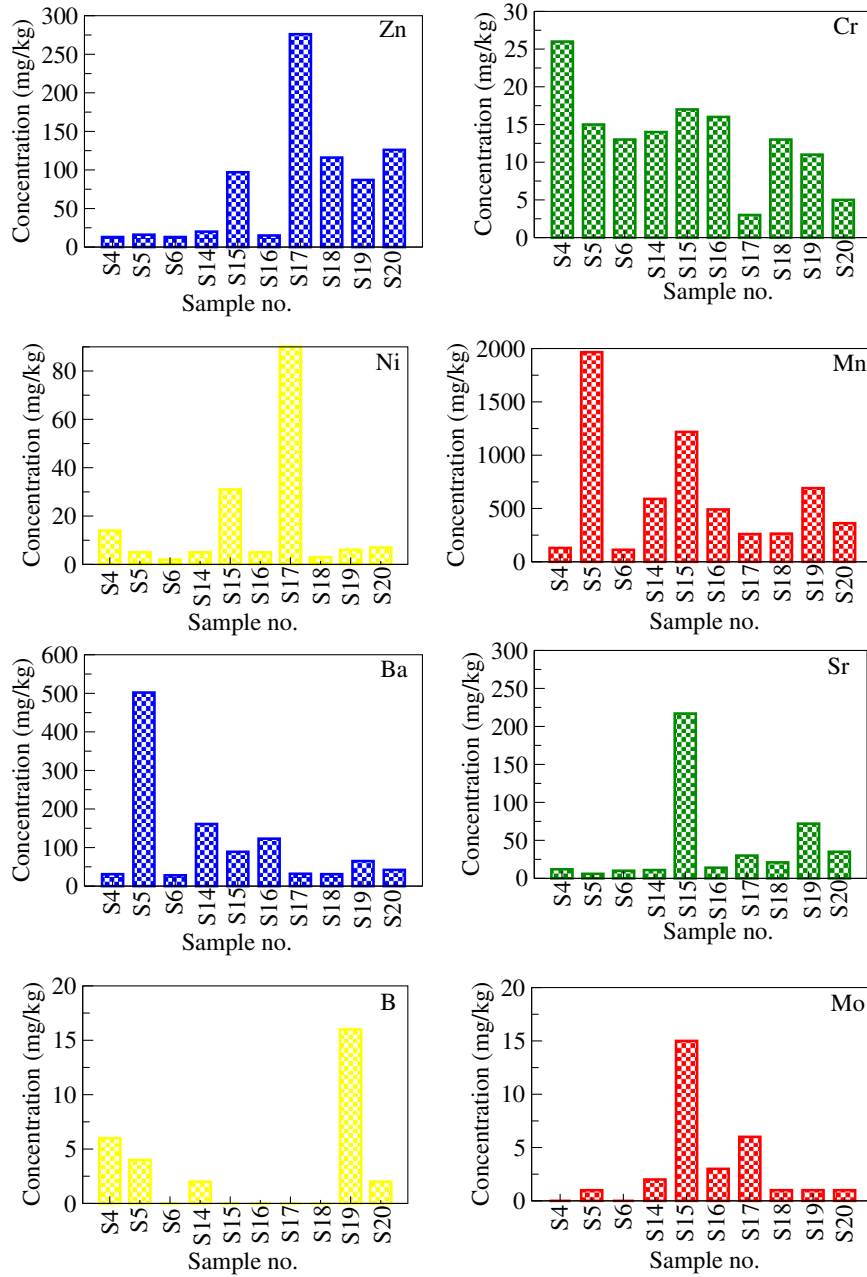 Zn
Concentration (mg/kg)
300
250
200
150
100
50
0
S4 S5 S6 S14 S15 S16 S17 S18 S19 S20
Sample no.
Cr
Concentration (mg/kg)
30
25
20
15
10
5
0
S4 S5 S6 S14 S15 S16 S17 S18 S19 S20
Sample no.
Ni
Concentration (mg/kg)
80
60
40
20
0
S4 S5 S6 S14 S15 S16 S17 S18 S19 S20
Sample no.
Mn
Concentration (mg/kg)
2000
1500
1000
500
0
S4 S5 S6 S14 S15 S16 S17 S18 S19 S20
Sample no.
Ba
Concentration (mg/kg)
600
500
400
300
200
100
0
S4 S5 S6 S14 S15 S16 S17 S18 S19 S20
Sample no.
Sr
Concentration (mg/kg)
300
250
200
150
100
50
0
S4 S5 S6 S14 S15 S16 S17 S18 S19 S20
Sample no.
B
Concentration (mg/kg)
20
15
10
5
0
S4 S5 S6 S14 S15 S16 S17 S18 S19 S20
Sample no.
Mo
Concentration (mg/kg)
20
15
10
5
0
S4 S5 S6 S14 S15 S16 S17 S18 S19 S20
Sample no.